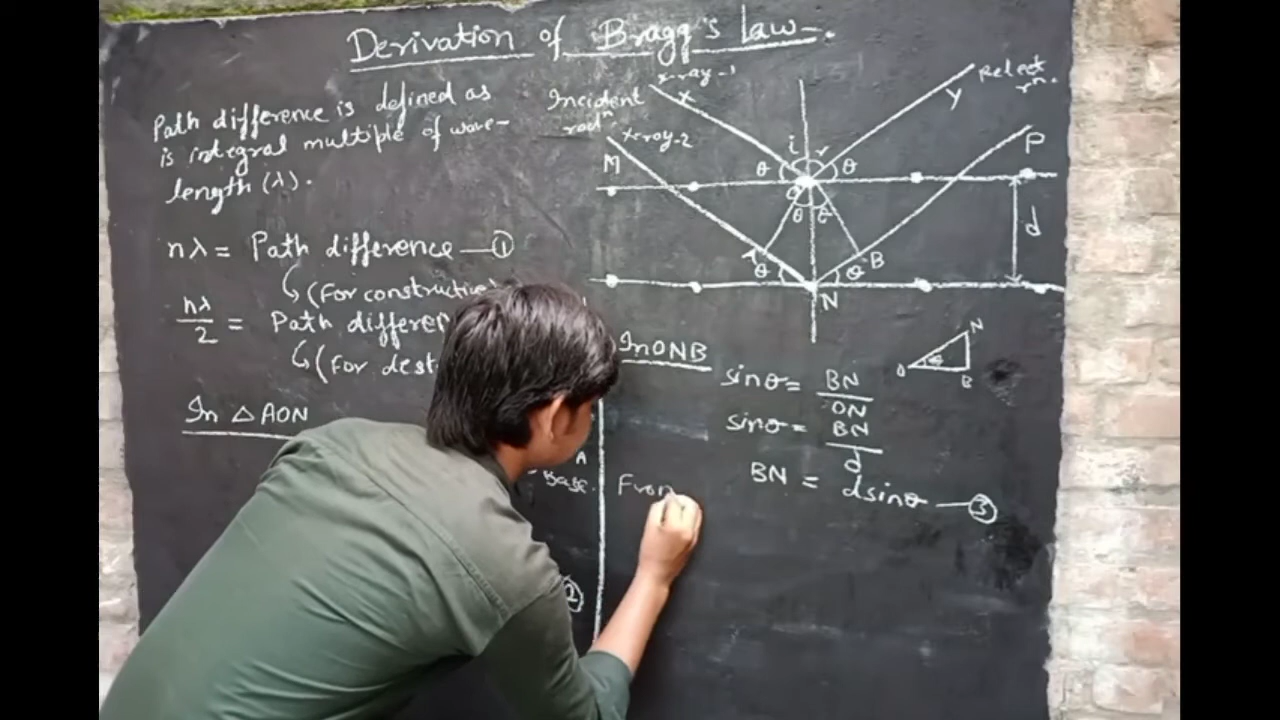 Derivation of Bragg's Law-.
Path difference is defined as
is integral multiple of wave-
length (λ).
nλ = Path difference — ①
(For constructive)
nλ/2 = Path differen
(For dest
In △ AON
A
Base.
②
Incident
radⁿ.
x-ray-1
X
x-ray-2
M
Y
rⁿ.
P
i r
θ θ
O
θ
A
B
θ θ
N
d
In ONB
sinθ = BN/ON
sinθ = BN/d
BN = dsinθ — ③
N
O θ
B
From